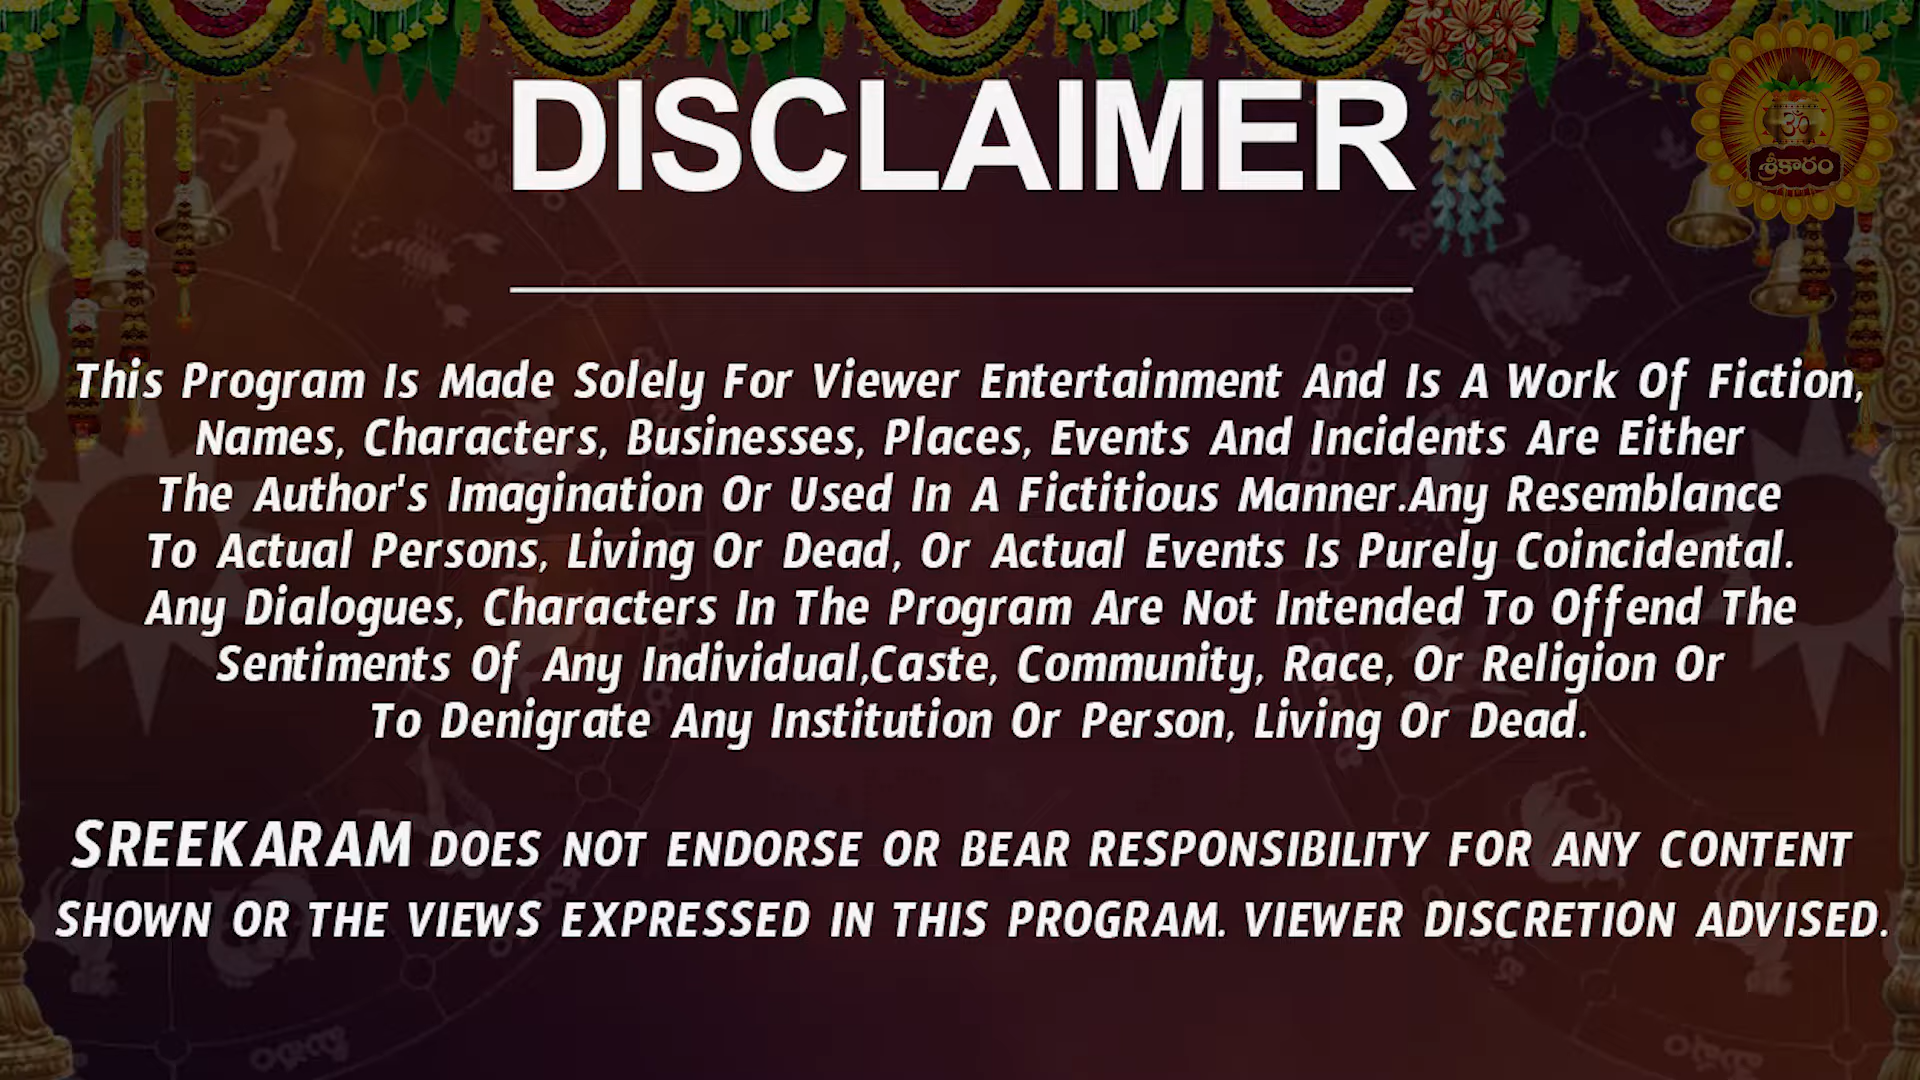 DISCLAIMER
ॐ
శ్రీకారం
This Program Is Made Solely For Viewer Entertainment And Is A Work Of Fiction,
Names, Characters, Businesses, Places, Events And Incidents Are Either
The Author's Imagination Or Used In A Fictitious Manner.Any Resemblance
To Actual Persons, Living Or Dead, Or Actual Events Is Purely Coincidental.
Any Dialogues, Characters In The Program Are Not Intended To Offend The
Sentiments Of Any Individual,Caste, Community, Race, Or Religion Or
To Denigrate Any Institution Or Person, Living Or Dead.
SREEKARAM DOES NOT ENDORSE OR BEAR RESPONSIBILITY FOR ANY CONTENT
SHOWN OR THE VIEWS EXPRESSED IN THIS PROGRAM. VIEWER DISCRETION ADVISED.